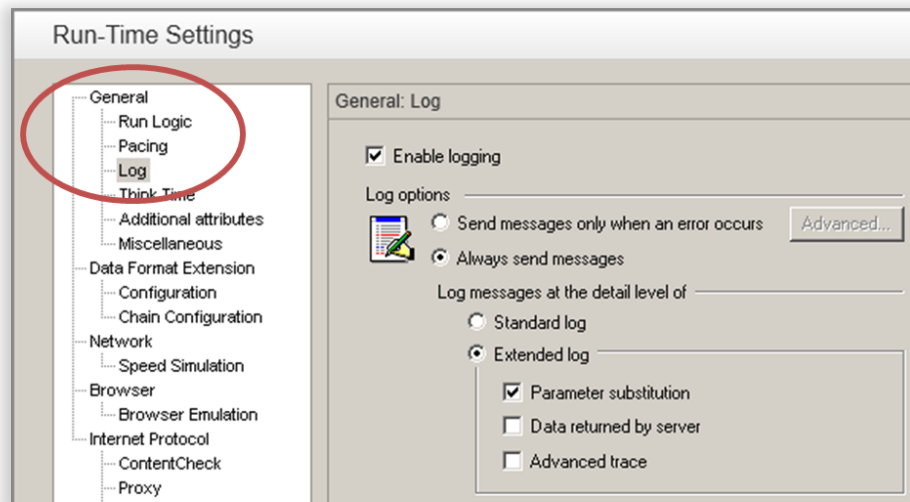 Run-Time Settings
General
Run Logic
Pacing
Log
Think Time
Additional attributes
Miscellaneous
Data Format Extension
Configuration
Chain Configuration
Network
Speed Simulation
Browser
Browser Emulation
Internet Protocol
ContentCheck
Proxy
General: Log
Enable logging
Log options
Send messages only when an error occurs
Advanced...
Always send messages
Log messages at the detail level of
Standard log
Extended log
Parameter substitution
Data returned by server
Advanced trace